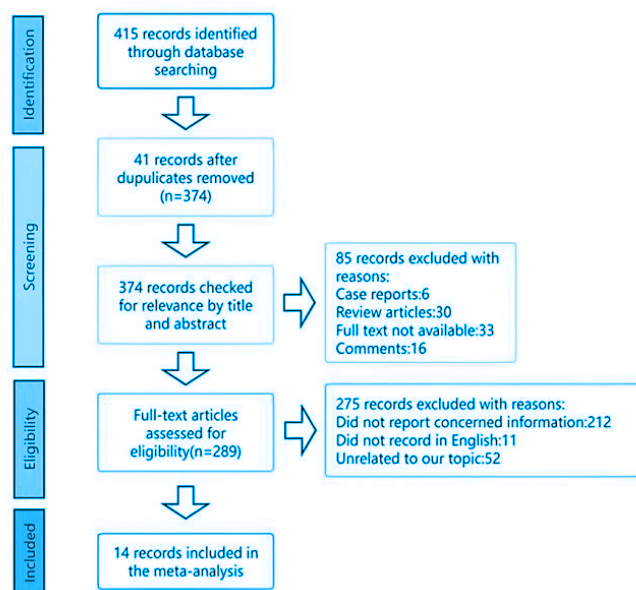 Identification
415 records identified
through database
searching
Screening
41 records after
dupulicates removed
(n=374)
374 records checked
for relevance by title
and abstract
85 records excluded with
reasons:
Case reports:6
Review articles:30
Full text not available:33
Comments:16
Eligibility
Full-text articles
assessed for
eligibility(n=289)
275 records excluded with reasons:
Did not report concerned information:212
Did not record in English:11
Unrelated to our topic:52
Included
14 records included in
the meta-analysis